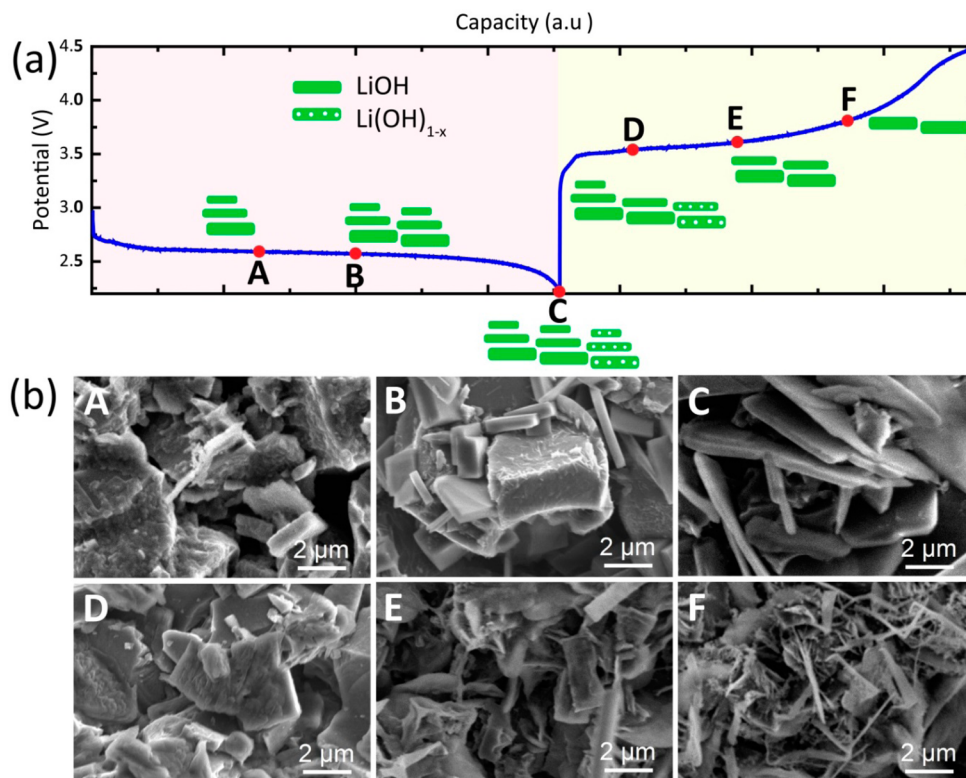 Capacity (a.u )
(a)
4.5
4.0
3.5
3.0
2.5
Potential (V)
LiOH
Li(OH)1-x
A
B
C
D
E
F
(b)
A
2 µm
B
2 µm
C
2 µm
D
2 µm
E
2 µm
F
2 µm